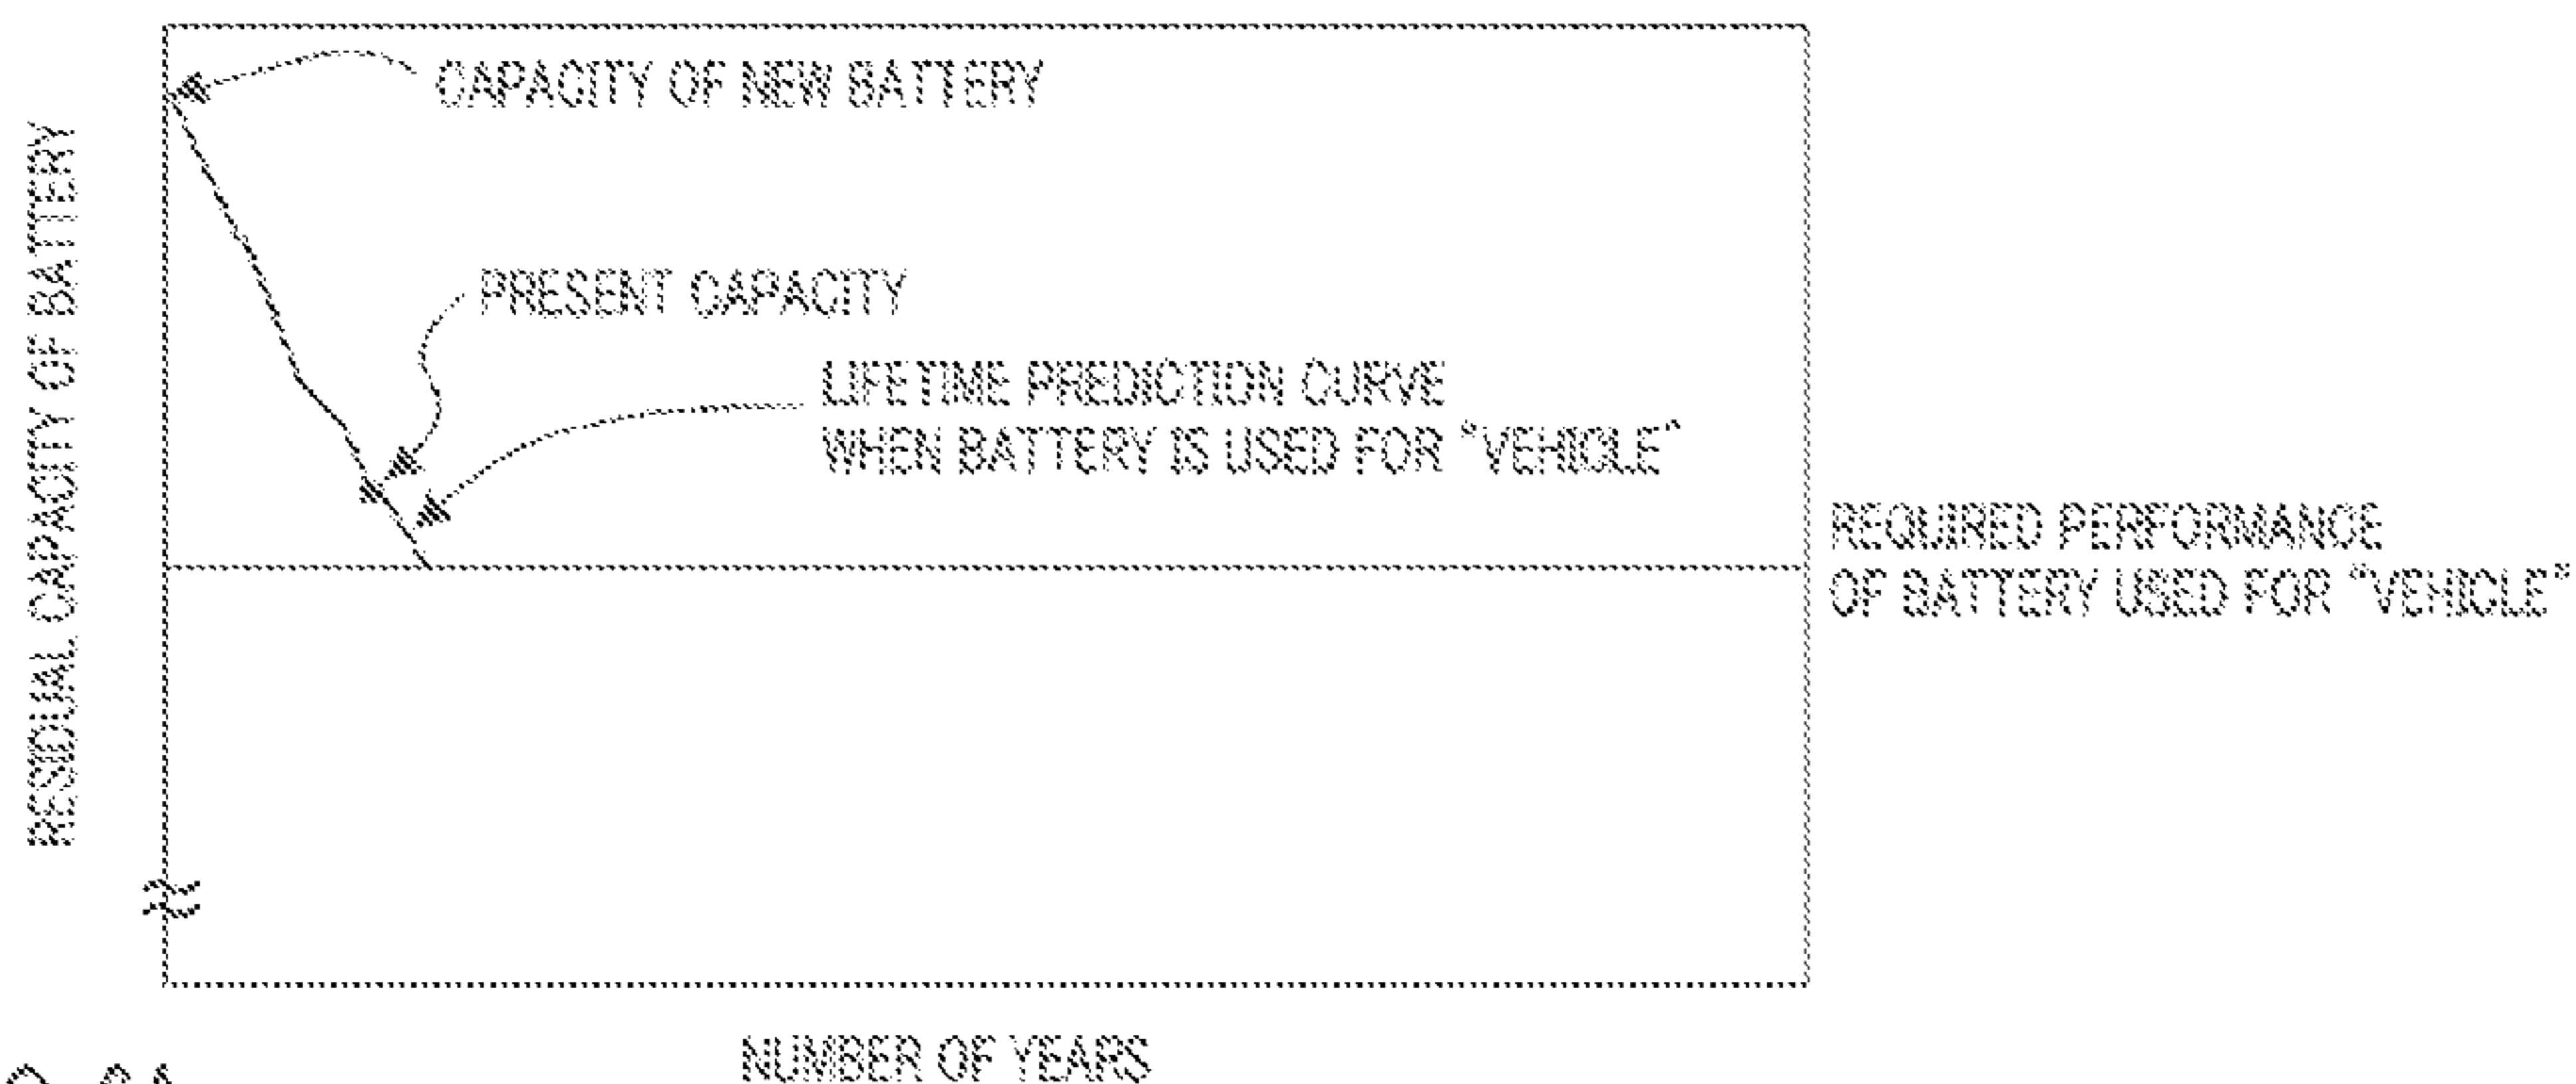 CAPACITY OF NEW BATTERY
RESIDUAL CAPACITY OF BATTERY
PRESENT CAPACITY
LIFETIME PREDICTION CURVE
WHEN BATTERY IS USED FOR "VEHICLE"
REQUIRED PERFORMANCE
OF BATTERY USED FOR "VEHICLE"
NUMBER OF YEARS